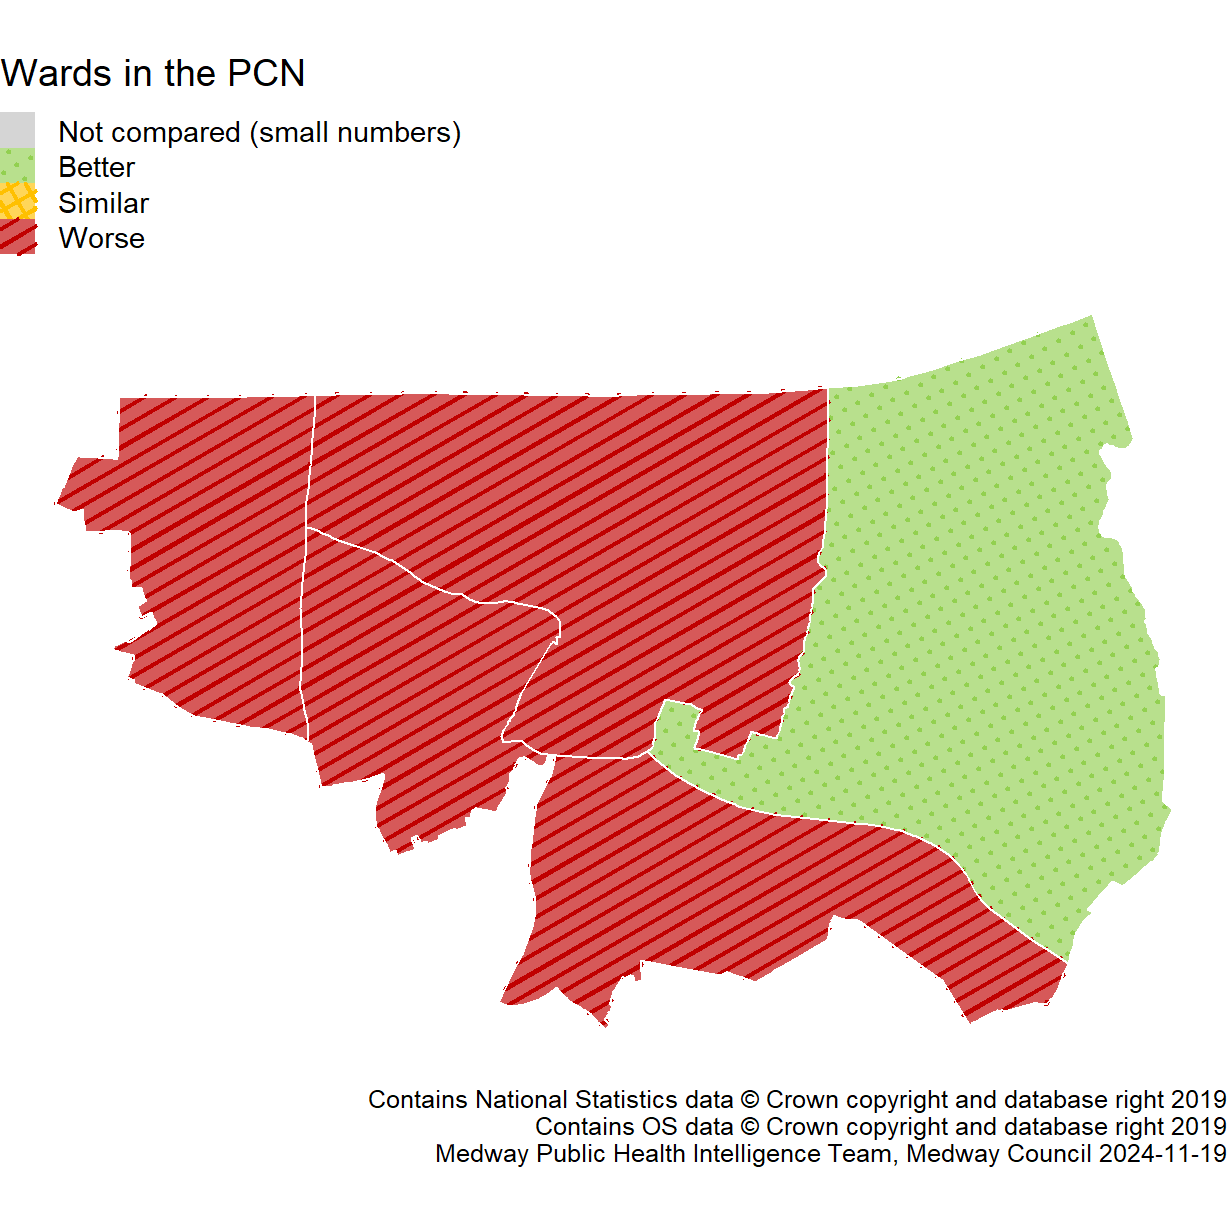 Wards in the PCN
Not compared (small numbers)
Better
Similar
Worse
Contains National Statistics data © Crown copyright and database right 2019
Contains OS data © Crown copyright and database right 2019
Medway Public Health Intelligence Team, Medway Council 2024-11-19